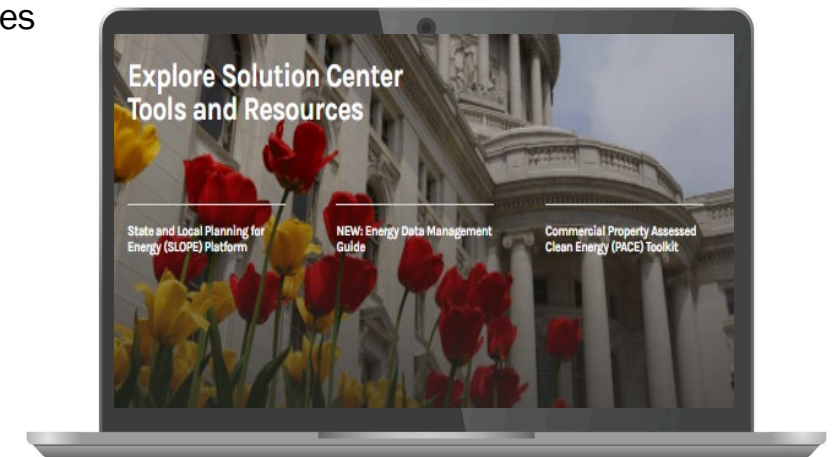 es
Explore Solution Center
Tools and Resources
State and Local Planning for
Energy (SLOPE) Platform
NEW: Energy Data Management
Guide
Commercial Property Assessed
Clean Energy (PACE) Toolkit